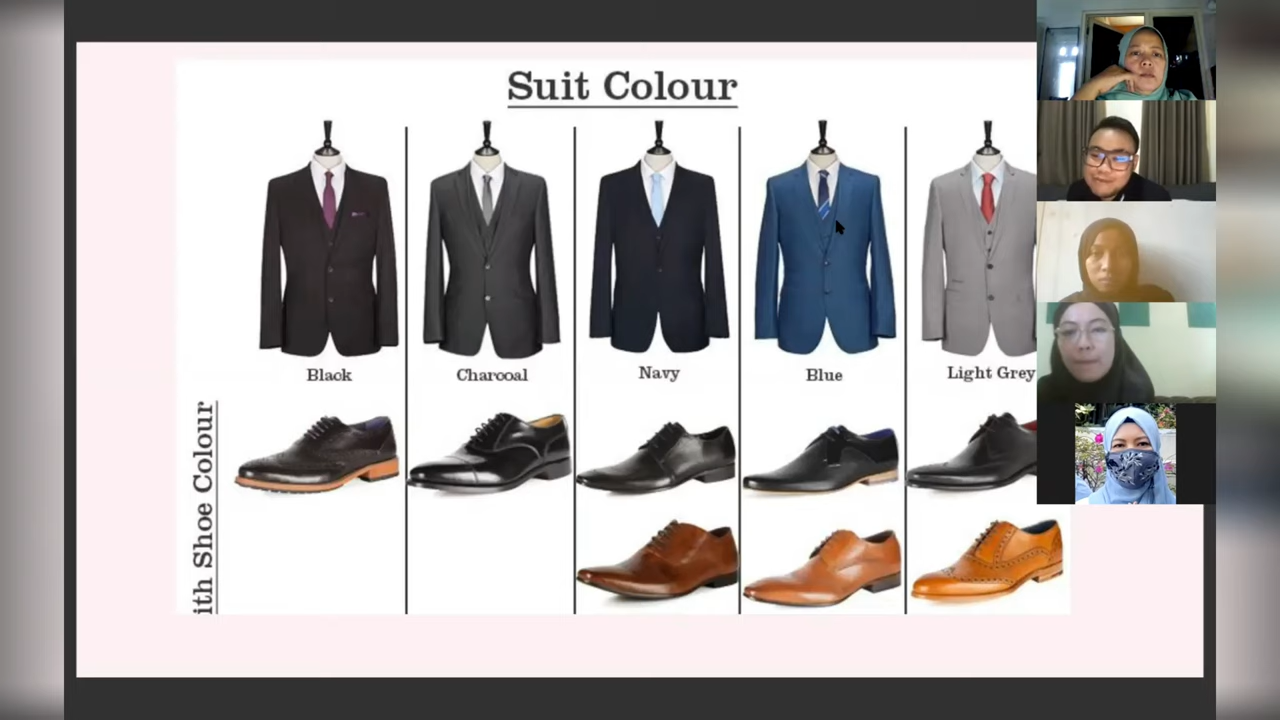 Suit Colour
Black
Charcoal
Navy
Blue
Light Grey
ith Shoe Colour